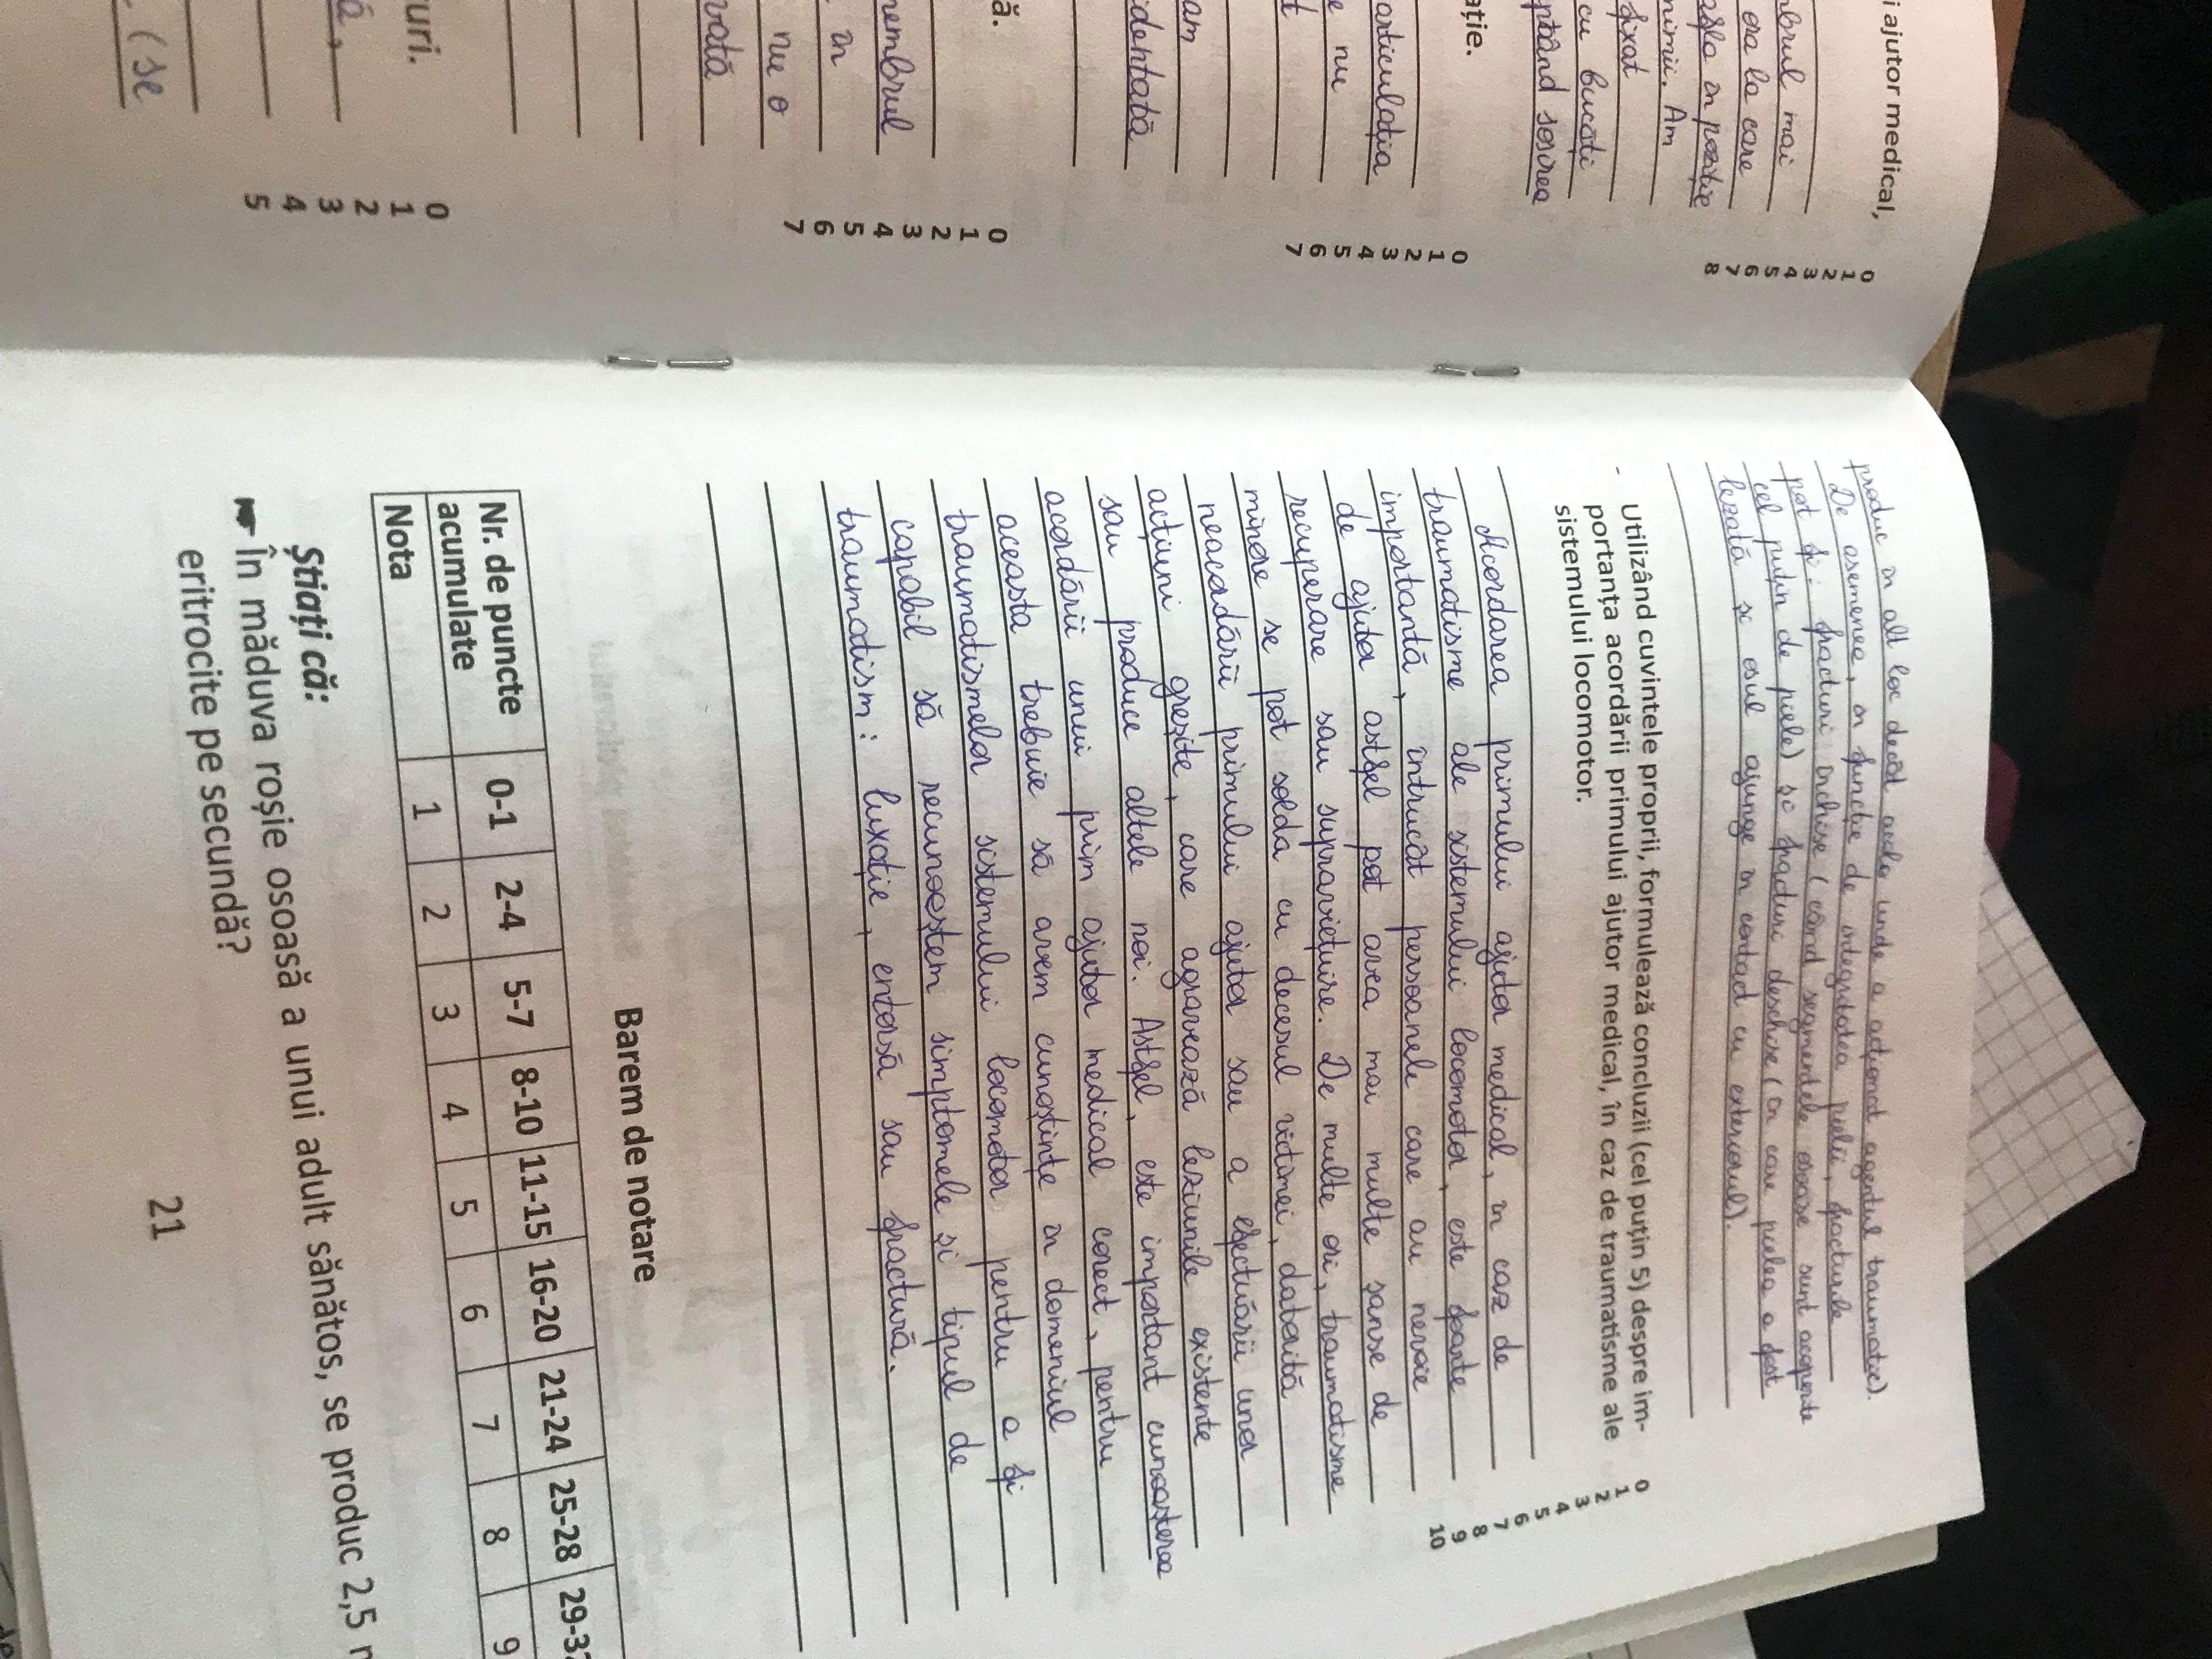 i ajutor medical,
0
1
2
3
4
5
6
7
8
mbrul mai
era la care
afla în poziție
inimii. Am
fixat
cu bucăți
ptând sosirea
ație.
0
1
2
3
4
5
6
7
articulația
e nu
t
am
identată
ă.
0
1
2
3
4
5
6
7
membrul
în
nu o
vată
uri.
0
1
2
3
4
5
ă,
(se
produc în alt loc decât acolo unde a acționat agentul traumatic).
De asemenea, în funcție de integritatea pielii, fracturile
pot fi: fracturi închise (când segmentele osoase sunt acoperite
cel puțin de piele) și fracturi deschise (în care pielea a fost
lezată și osul ajunge în contact cu exteriorul).
- Utilizând cuvintele proprii, formulează concluzii (cel puțin 5) despre im-
portanța acordării primului ajutor medical, în caz de traumatisme ale
sistemului locomotor.
0
1
2
3
4
5
6
7
8
9
10
Acordarea primului ajutor medical, în caz de
traumatisme ale sistemului locomotor, este foarte
importantă, întrucât persoanele care au nevoie
de ajutor astfel pot avea mai multe șanse de
recuperare sau supraviețuire. De multe ori, traumatisme
minore se pot solda cu decesul victimei, datorită
neacordării primului ajutor sau a efectuării unor
acțiuni greșite, care agravează leziunile existente
sau produce altele noi. Astfel, este important cunoașterea
acordării unui prim ajutor medical corect, pentru
aceasta trebuie să avem cunoștințe în domeniul
traumatismelor sistemului locomotor pentru a fi
capabil să recunoaștem simptomele și tipul de
traumatism: luxație, entorsă sau fractură.
Barem de notare
Nr. de puncte acumulate 0-1 2-4 5-7 8-10 11-15 16-20 21-24 25-28 29-32
Nota 1 2 3 4 5 6 7 8 9
Știați că:
În măduva roșie osoasă a unui adult sănătos, se produc 2,5 m
eritrocite pe secundă?
21